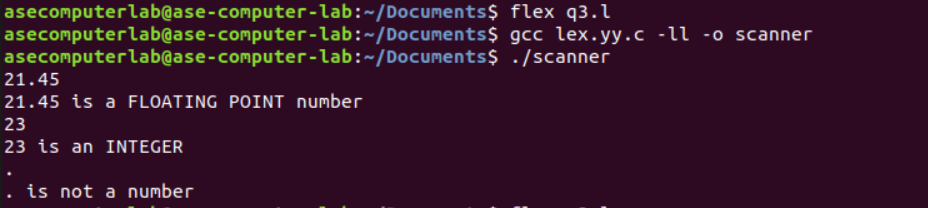 asecomputerlab@ase-computer-lab:~/Documents$ flex q3.l
asecomputerlab@ase-computer-lab:~/Documents$ gcc lex.yy.c -ll -o scanner
asecomputerlab@ase-computer-lab:~/Documents$ ./scanner
21.45
21.45 is a FLOATING POINT number
23
23 is an INTEGER
.
. is not a number